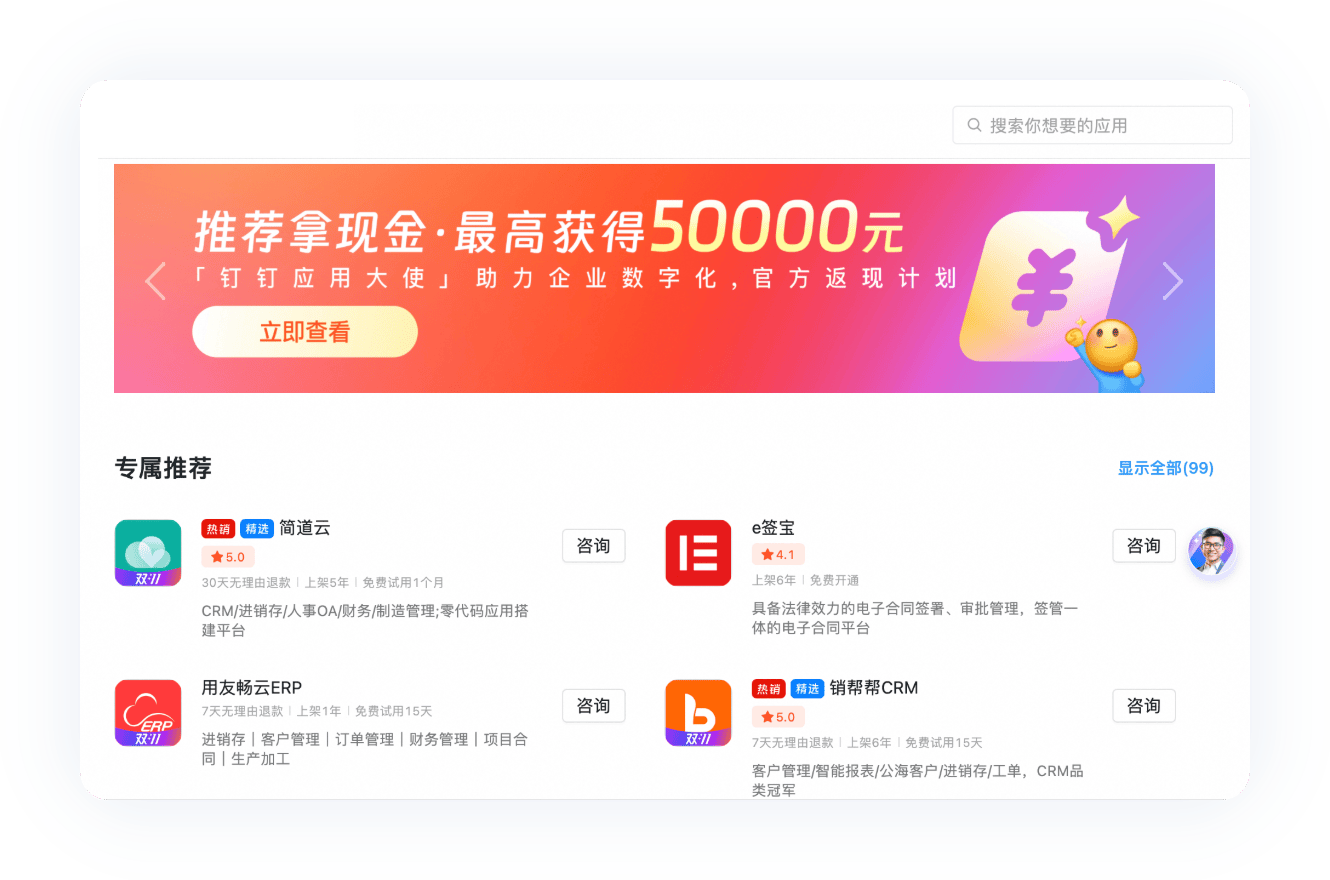 搜索你想要的应用
推荐拿现金·最高获得50000元
「钉钉应用大使」助力企业数字化,官方返现计划
立即查看
¥
专属推荐
显示全部(99)
热销 精选 简道云
5.0
30天无理由退款 | 上架5年 | 免费试用1个月
CRM/进销存/人事OA/财务/制造管理;零代码应用搭
建平台
咨询
双11
e签宝
4.1
上架6年 | 免费开通
具备法律效力的电子合同签署、审批管理，签管一
体的电子合同平台
咨询
用友畅云ERP
7天无理由退款 | 上架1年 | 免费试用15天
进销存｜客户管理｜订单管理｜财务管理｜项目合
同｜生产加工
咨询
ERP
双11
热销 精选 销帮帮CRM
5.0
7天无理由退款 | 上架6年 | 免费试用15天
客户管理/智能报表/公海客户/进销存/工单，CRM品
类冠军
咨询
双11